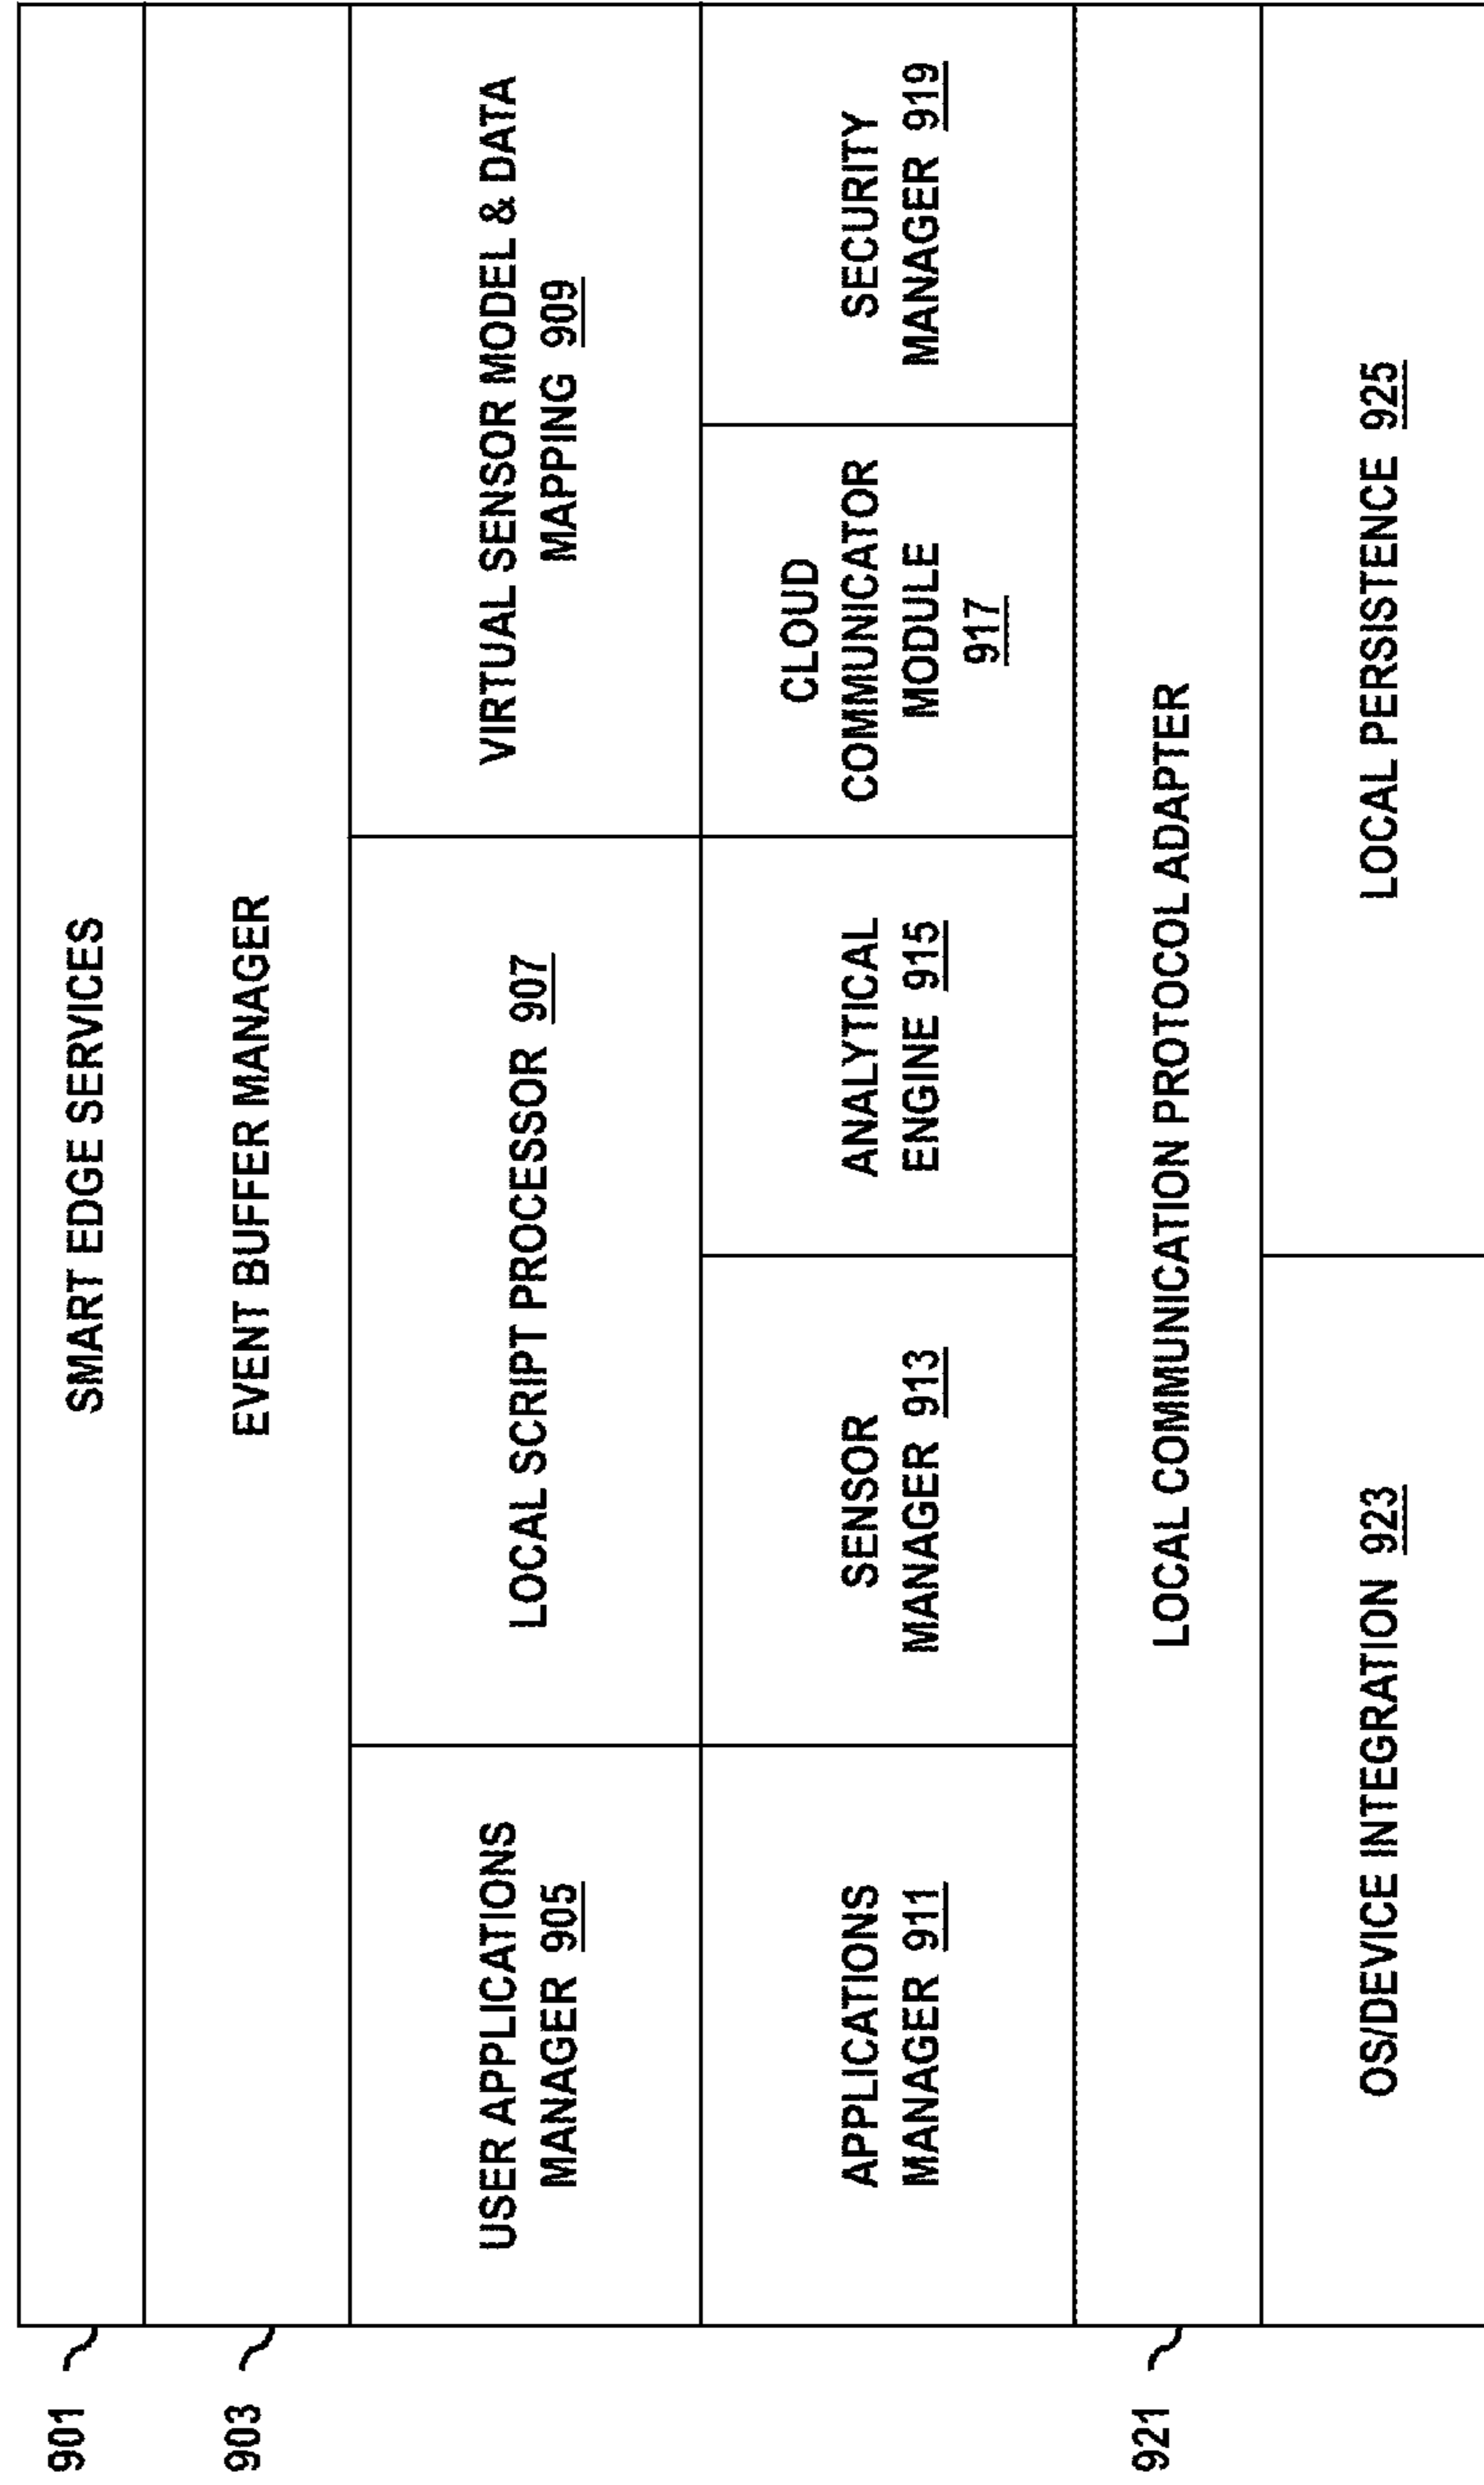 901
SMART EDGE SERVICES
903
EVENT BUFFER MANAGER
USER APPLICATIONS
MANAGER 905
LOCAL SCRIPT PROCESSOR 907
VIRTUAL SENSOR MODEL & DATA
MAPPING 909
APPLICATIONS
MANAGER 911
SENSOR
MANAGER 913
ANALYTICAL
ENGINE 915
CLOUD
COMMUNICATOR
MODULE
917
SECURITY
MANAGER 919
921
LOCAL COMMUNICATION PROTOCOL ADAPTER
OS/DEVICE INTEGRATION 923
LOCAL PERSISTENCE 925